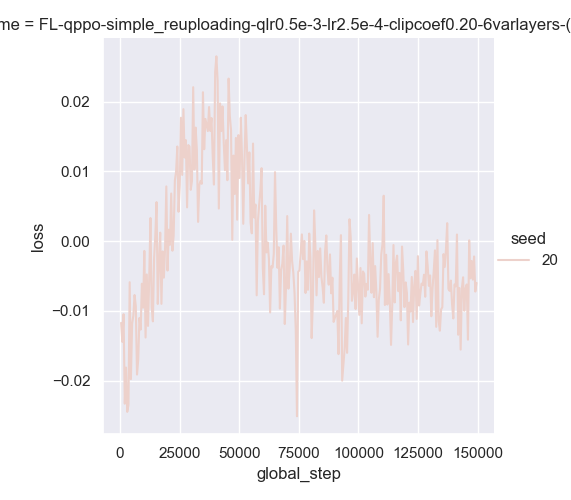 me = FL-qppo-simple_reuploading-qlr0.5e-3-lr2.5e-4-clipcoef0.20-6varlayers-(
0.02
0.01
0.00
−0.01
−0.02
loss
0 25000 50000 75000 100000 125000 150000
global_step
seed
20